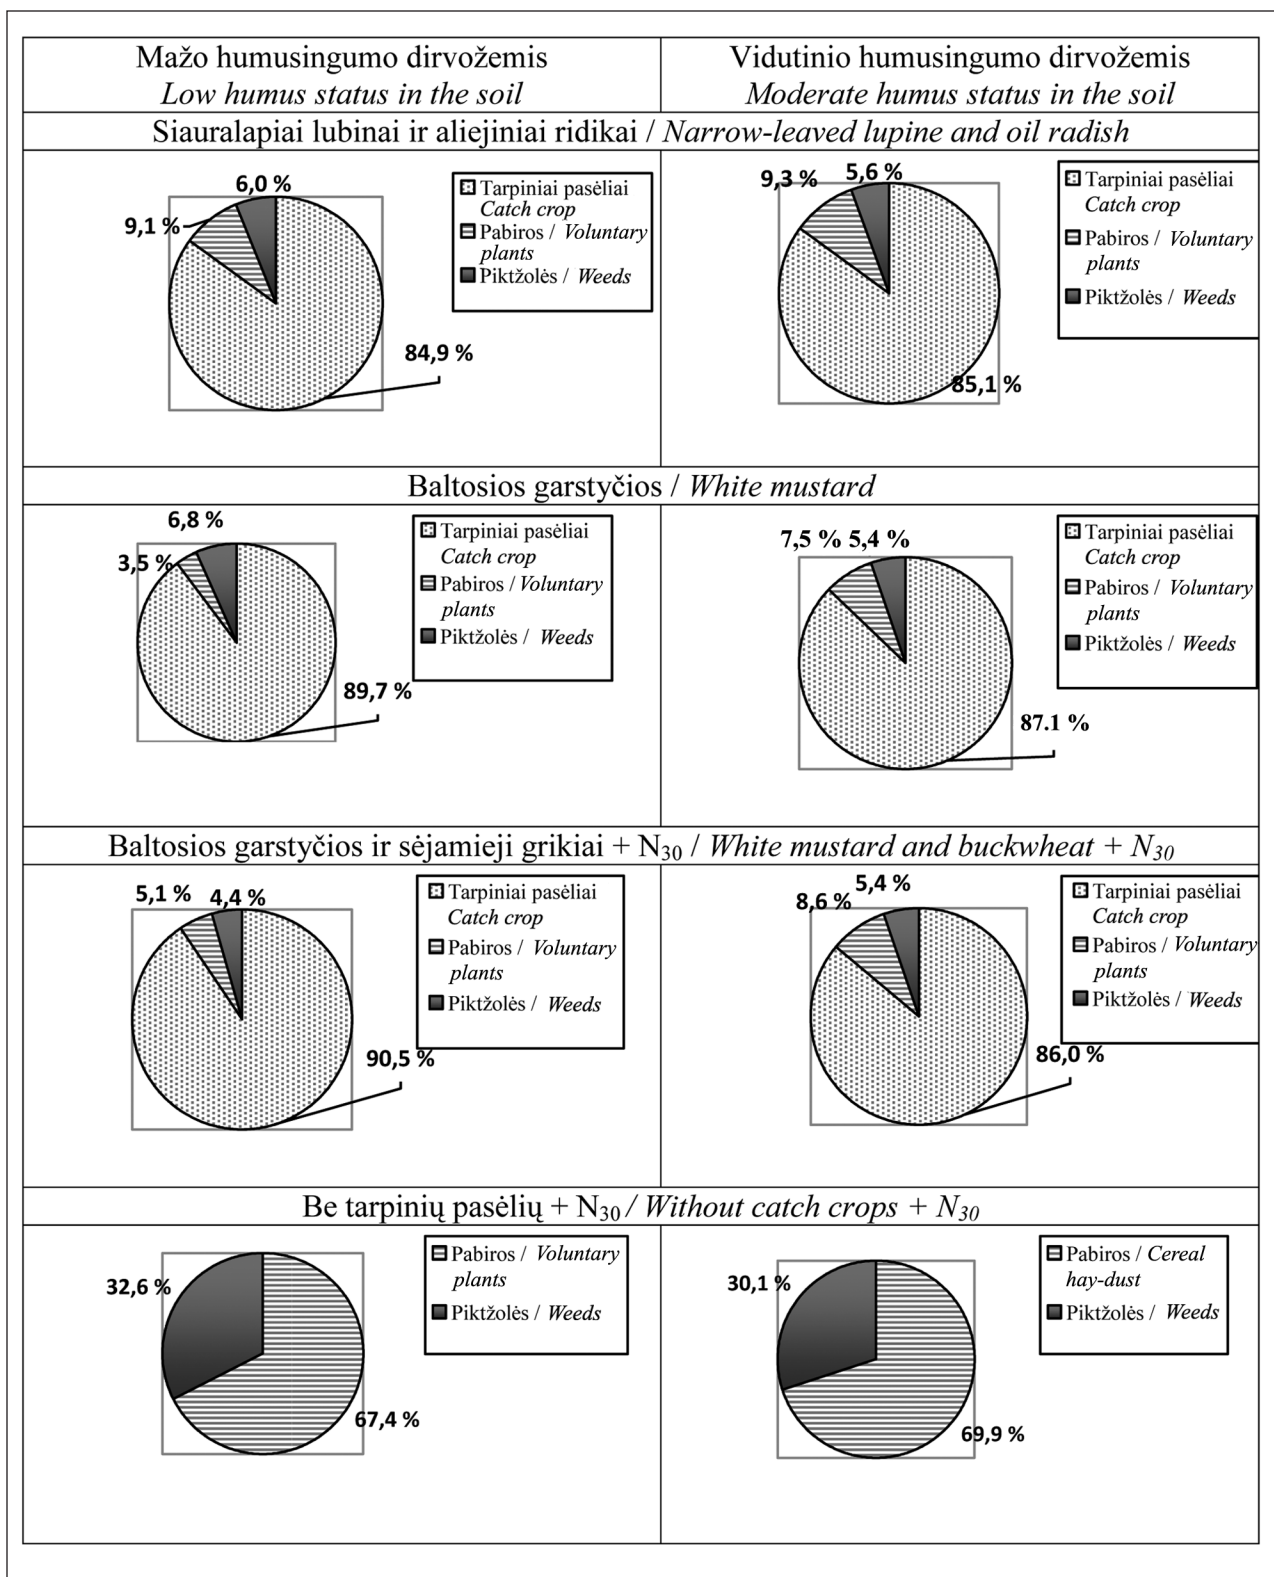 Mažo humusingumo dirvožemis
Low humus status in the soil
Vidutinio humusingumo dirvožemis
Moderate humus status in the soil
Siauralapiai lubinai ir aliejiniai ridikai / Narrow-leaved lupine and oil radish
6,0 %
9,1 %
84,9 %
Tarpiniai pasėliai
Catch crop
Pabiros / Voluntary
plants
Piktžolės / Weeds
9,3 %
5,6 %
85,1 %
Tarpiniai pasėliai
Catch crop
Pabiros / Voluntary
plants
Piktžolės / Weeds
Baltosios garstyčios / White mustard
6,8 %
3,5 %
89,7 %
Tarpiniai pasėliai
Catch crop
Pabiros / Voluntary
plants
Piktžolės / Weeds
7,5 % 5,4 %
87.1 %
Tarpiniai pasėliai
Catch crop
Pabiros / Voluntary
plants
Piktžolės / Weeds
Baltosios garstyčios ir sėjamieji grikiai + N30 / White mustard and buckwheat + N30
5,1 %
4,4 %
90,5 %
Tarpiniai pasėliai
Catch crop
Pabiros / Voluntary
plants
Piktžolės / Weeds
5,4 %
8,6 %
86,0 %
Tarpiniai pasėliai
Catch crop
Pabiros / Voluntary
plants
Piktžolės / Weeds
Be tarpinių pasėlių + N30 / Without catch crops + N30
32,6 %
67,4 %
Pabiros / Voluntary
plants
Piktžolės / Weeds
30,1 %
69,9 %
Pabiros / Cereal
hay-dust
Piktžolės / Weeds